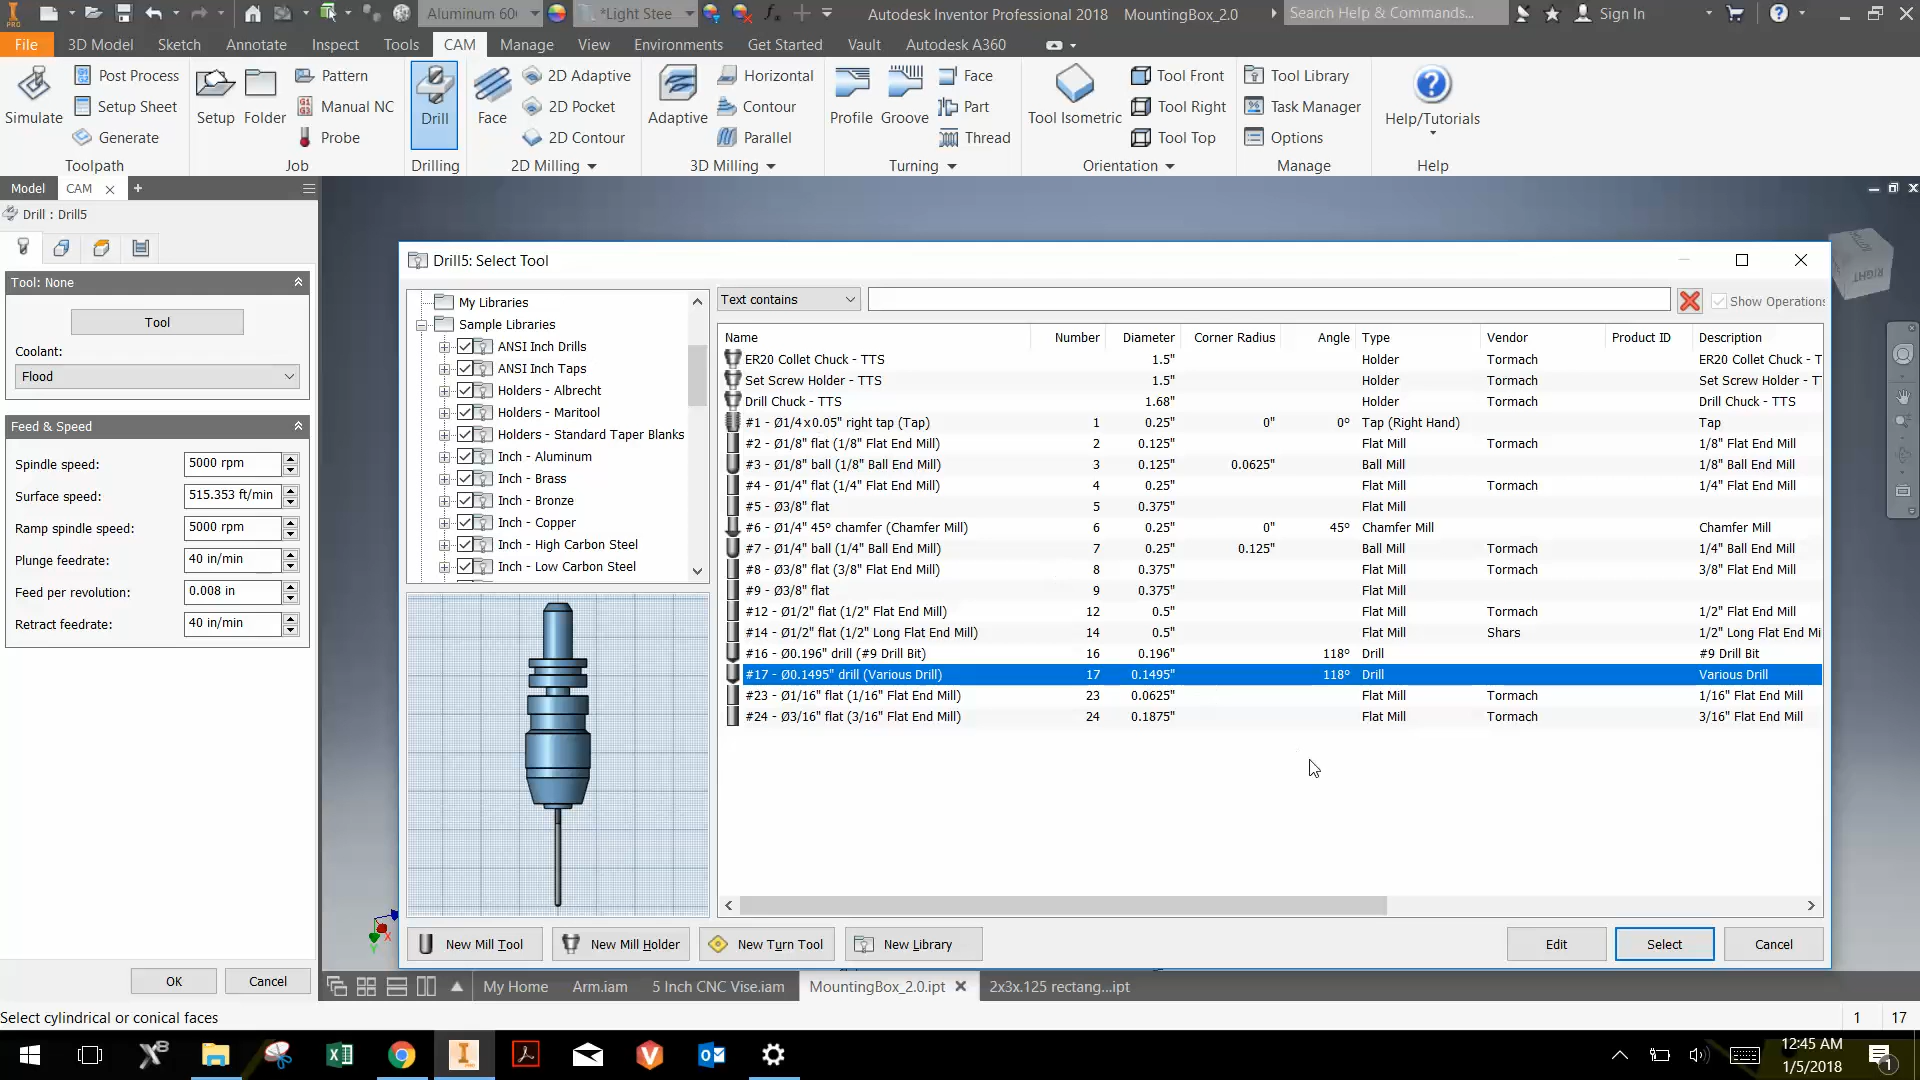 Aluminum 606
*Light Stee
Autodesk Inventor Professional 2018 MountingBox_2.0
Search Help & Commands...
Sign In
PRO
File 3D Model Sketch Annotate Inspect Tools CAM Manage View Environments Get Started Vault Autodesk A360
Simulate
Post Process
Setup Sheet
Generate
Toolpath
Setup
Folder
Pattern
Manual NC
Probe
Job
Drill
Drilling
Face
2D Adaptive
2D Pocket
2D Contour
2D Milling
Adaptive
Horizontal
Contour
Parallel
3D Milling
Profile
Groove
Face
Part
Thread
Turning
Tool Isometric
Tool Front
Tool Right
Tool Top
Orientation
Tool Library
Task Manager
Options
Manage
Help/Tutorials
Help
Model CAM
Drill : Drill5
Tool: None
Tool
Coolant:
Flood
Feed & Speed
Spindle speed: 5000 rpm
Surface speed: 515.353 ft/min
Ramp spindle speed: 5000 rpm
Plunge feedrate: 40 in/min
Feed per revolution: 0.008 in
Retract feedrate: 40 in/min
OK Cancel
RIGHT
Drill5: Select Tool
My Libraries
Sample Libraries
ANSI Inch Drills
ANSI Inch Taps
Holders - Albrecht
Holders - Maritool
Holders - Standard Taper Blanks
Inch - Aluminum
Inch - Brass
Inch - Bronze
Inch - Copper
Inch - High Carbon Steel
Inch - Low Carbon Steel
Text contains
Show Operations
Name Number Diameter Corner Radius Angle Type Vendor Product ID Description
ER20 Collet Chuck - TTS 1.5" Holder Tormach ER20 Collet Chuck - T
Set Screw Holder - TTS 1.5" Holder Tormach Set Screw Holder - T
Drill Chuck - TTS 1.68" Holder Tormach Drill Chuck - TTS
#1 - Ø1/4x0.05" right tap (Tap) 1 0.25" 0" 0° Tap (Right Hand) Tap
#2 - Ø1/8" flat (1/8" Flat End Mill) 2 0.125" Flat Mill Tormach 1/8" Flat End Mill
#3 - Ø1/8" ball (1/8" Ball End Mill) 3 0.125" 0.0625" Ball Mill 1/8" Ball End Mill
#4 - Ø1/4" flat (1/4" Flat End Mill) 4 0.25" Flat Mill Tormach 1/4" Flat End Mill
#5 - Ø3/8" flat 5 0.375" Flat Mill
#6 - Ø1/4" 45° chamfer (Chamfer Mill) 6 0.25" 0" 45° Chamfer Mill Chamfer Mill
#7 - Ø1/4" ball (1/4" Ball End Mill) 7 0.25" 0.125" Ball Mill Tormach 1/4" Ball End Mill
#8 - Ø3/8" flat (3/8" Flat End Mill) 8 0.375" Flat Mill Tormach 3/8" Flat End Mill
#9 - Ø3/8" flat 9 0.375" Flat Mill
#12 - Ø1/2" flat (1/2" Flat End Mill) 12 0.5" Flat Mill Tormach 1/2" Flat End Mill
#14 - Ø1/2" flat (1/2" Long Flat End Mill) 14 0.5" Flat Mill Shars 1/2" Long Flat End Mi
#16 - Ø0.196" drill (#9 Drill Bit) 16 0.196" 118° Drill #9 Drill Bit
#17 - Ø0.1495" drill (Various Drill) 17 0.1495" 118° Drill Various Drill
#23 - Ø1/16" flat (1/16" Flat End Mill) 23 0.0625" Flat Mill Tormach 1/16" Flat End Mill
#24 - Ø3/16" flat (3/16" Flat End Mill) 24 0.1875" Flat Mill Tormach 3/16" Flat End Mill
New Mill Tool New Mill Holder New Turn Tool New Library Edit Select Cancel
My Home Arm.iam 5 Inch CNC Vise.iam MountingBox_2.0.ipt 2x3x.125 rectang...ipt
Select cylindrical or conical faces 1 17
12:45 AM
1/5/2018
1